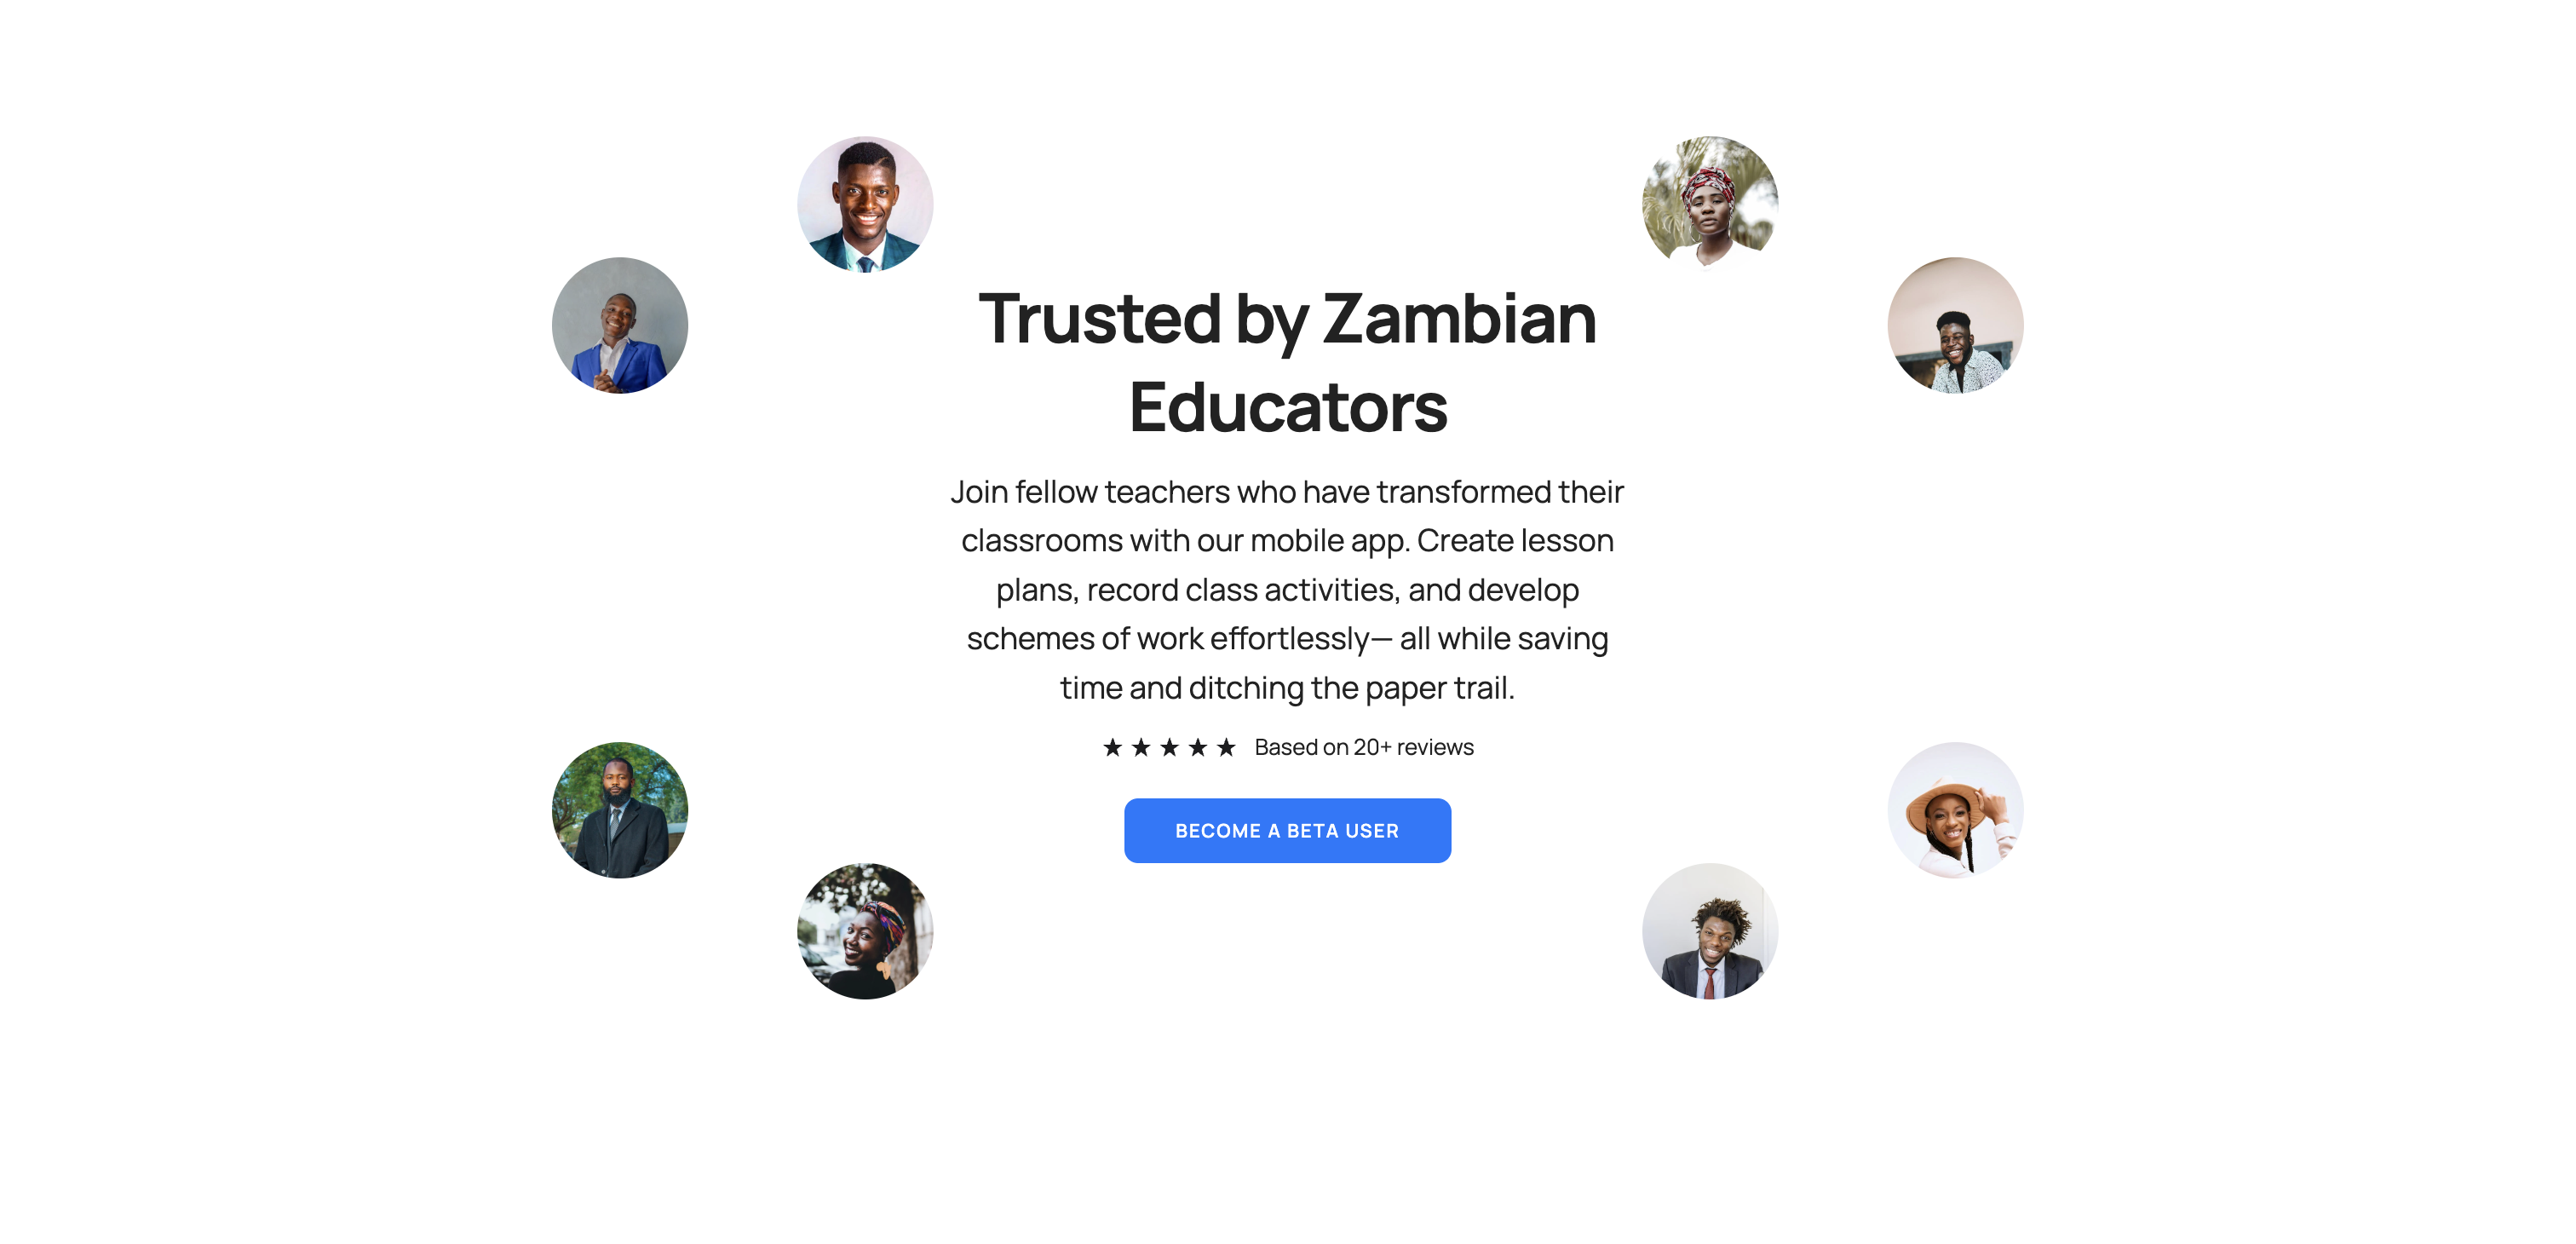 Trusted by Zambian
Educators
Join fellow teachers who have transformed their
classrooms with our mobile app. Create lesson
plans, record class activities, and develop
schemes of work effortlessly— all while saving
time and ditching the paper trail.
★ ★ ★ ★ ★ Based on 20+ reviews
BECOME A BETA USER